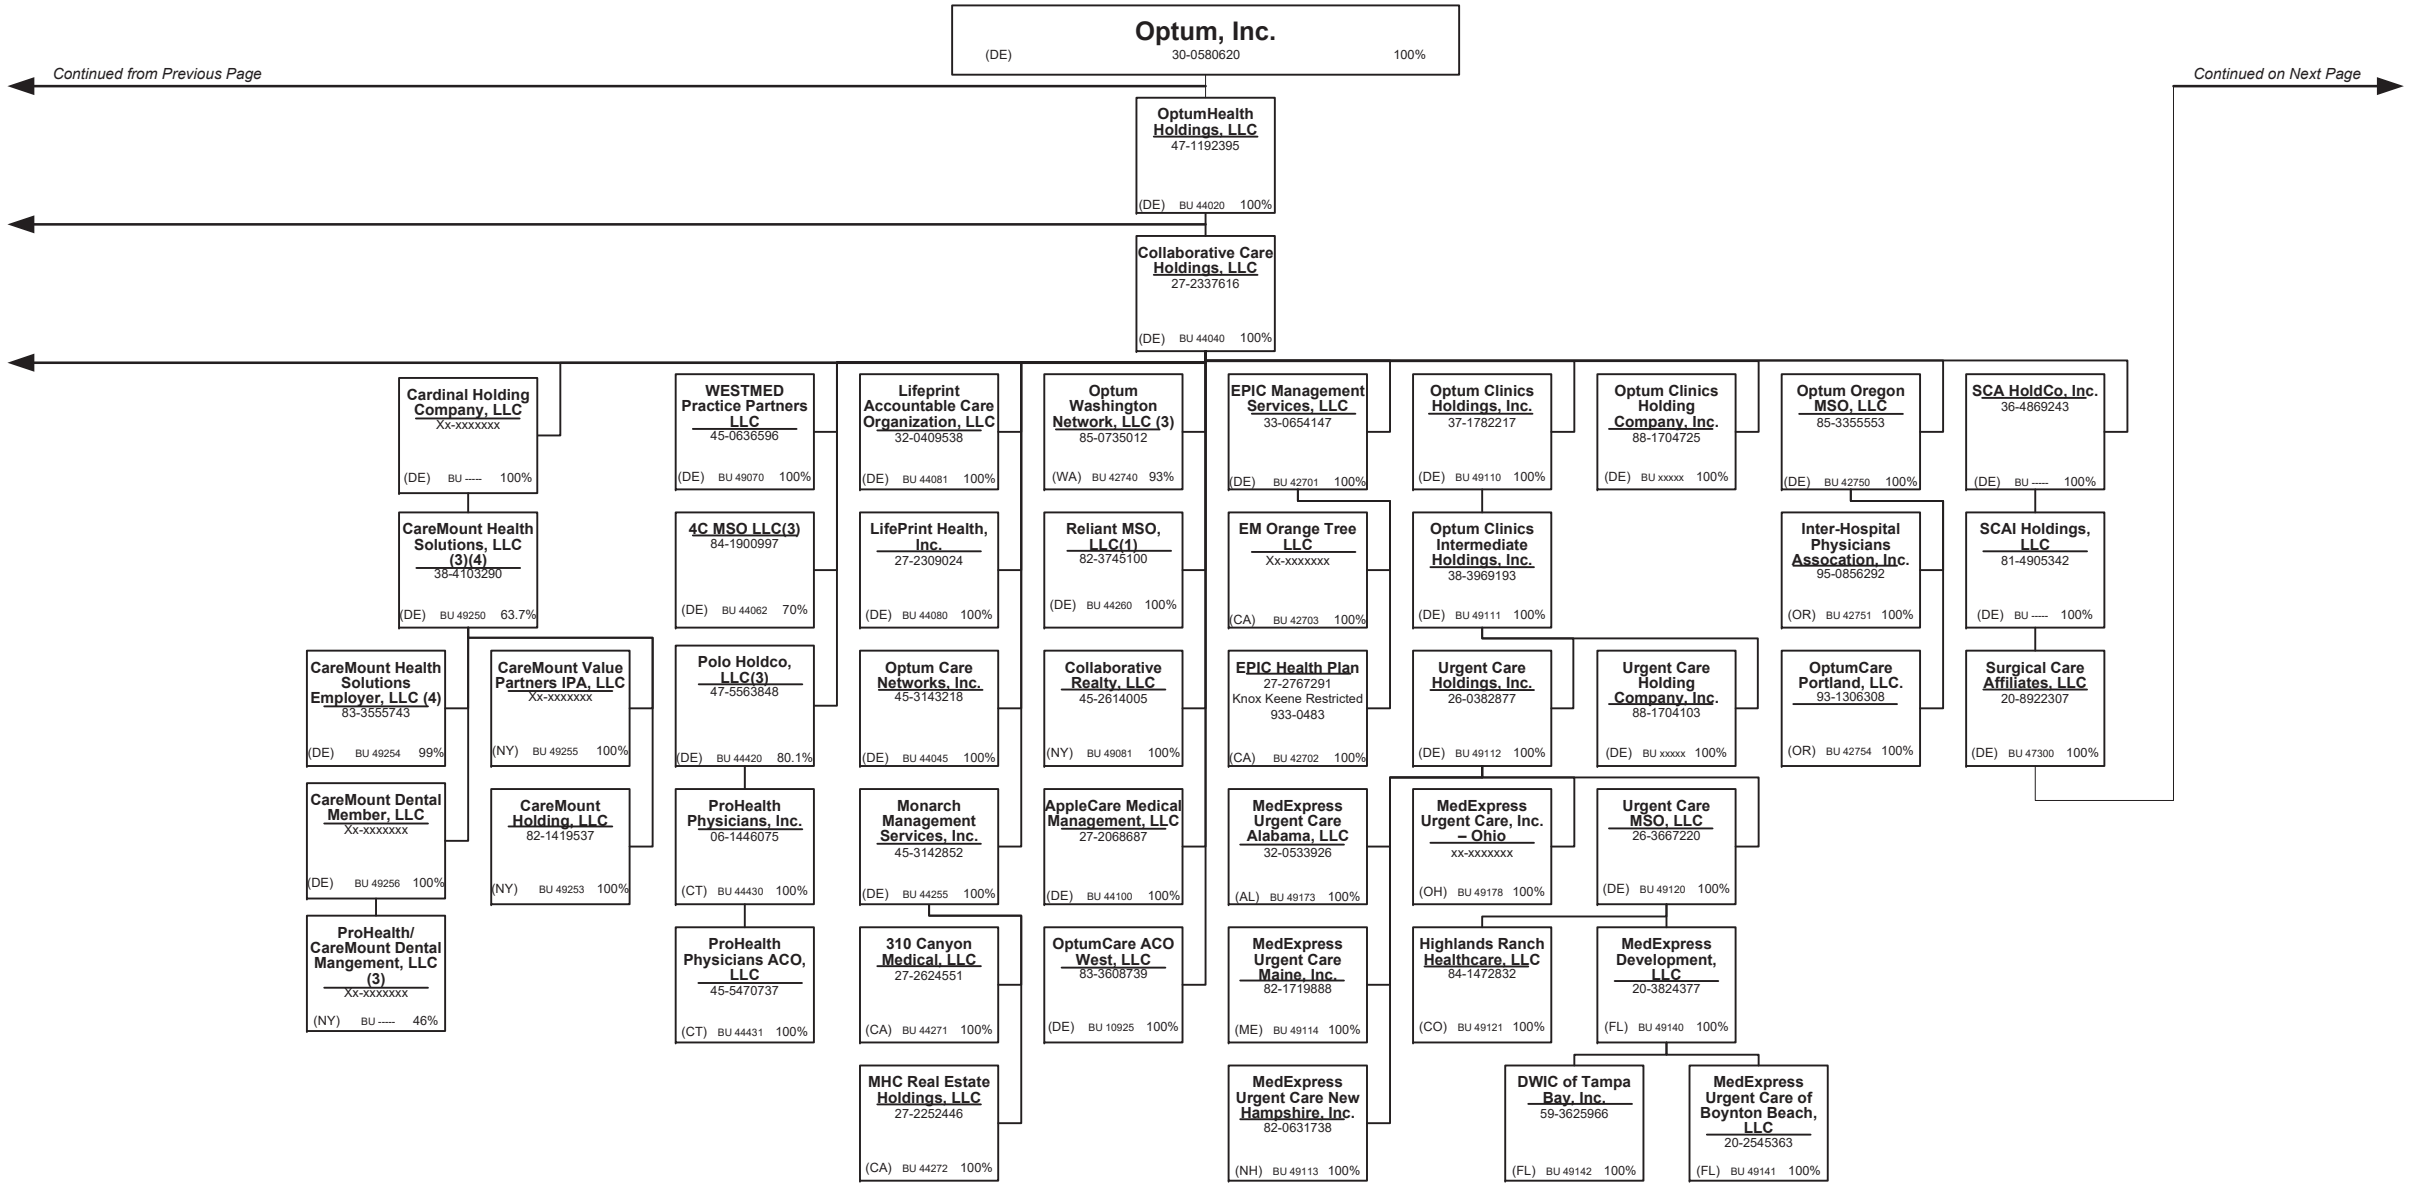 Optum, Inc.
(DE) 30-0580620 100%
Continued from Previous Page
Continued on Next Page
OptumHealth
Holdings, LLC
47-1192395
(DE) BU 44020 100%
Collaborative Care
Holdings, LLC
27-2337616
(DE) BU 44040 100%
Cardinal Holding
Company, LLC
Xx-xxxxxxx
(DE) BU ----- 100%
WESTMED
Practice Partners
LLC
45-0636596
(DE) BU 49070 100%
Lifeprint
Accountable Care
Organization, LLC
32-0409538
(DE) BU 44081 100%
Optum
Washington
Network, LLC (3)
85-0735012
(WA) BU 42740 93%
EPIC Management
Services, LLC
33-0654147
(DE) BU 42701 100%
Optum Clinics
Holdings, Inc.
37-1782217
(DE) BU 49110 100%
Optum Clinics
Holding
Company, Inc.
88-1704725
(DE) BU xxxxx 100%
Optum Oregon
MSO, LLC
85-3355553
(DE) BU 42750 100%
SCA HoldCo, Inc.
36-4869243
(DE) BU ----- 100%
CareMount Health
Solutions, LLC
(3)(4)
38-4103290
(DE) BU 49250 63.7%
4C MSO LLC(3)
84-1900997
(DE) BU 44062 70%
LifePrint Health,
Inc.
27-2309024
(DE) BU 44080 100%
Reliant MSO,
LLC(1)
82-3745100
(DE) BU 44260 100%
EM Orange Tree
LLC
Xx-xxxxxxx
(CA) BU 42703 100%
Optum Clinics
Intermediate
Holdings, Inc.
38-3969193
(DE) BU 49111 100%
Inter-Hospital
Physicians
Assocation, Inc.
95-0856292
(OR) BU 42751 100%
SCAI Holdings,
LLC
81-4905342
(DE) BU ----- 100%
CareMount Health
Solutions
Employer, LLC (4)
83-3555743
(DE) BU 49254 99%
CareMount Value
Partners IPA, LLC
Xx-xxxxxxx
(NY) BU 49255 100%
Polo Holdco,
LLC(3)
47-5563848
(DE) BU 44420 80.1%
Optum Care
Networks, Inc.
45-3143218
(DE) BU 44045 100%
Collaborative
Realty, LLC
45-2614005
(NY) BU 49081 100%
EPIC Health Plan
27-2767291
Knox Keene Restricted
933-0483
(CA) BU 42702 100%
Urgent Care
Holdings, Inc.
26-0382877
(DE) BU 49112 100%
Urgent Care
Holding
Company, Inc.
88-1704103
(DE) BU xxxxx 100%
OptumCare
Portland, LLC.
93-1306308
(OR) BU 42754 100%
Surgical Care
Affiliates, LLC
20-8922307
(DE) BU 47300 100%
CareMount Dental
Member, LLC
Xx-xxxxxxx
(DE) BU 49256 100%
CareMount
Holding, LLC
82-1419537
(NY) BU 49253 100%
ProHealth
Physicians, Inc.
06-1446075
(CT) BU 44430 100%
Monarch
Management
Services, Inc.
45-3142852
(DE) BU 44255 100%
AppleCare Medical
Management, LLC
27-2068687
(DE) BU 44100 100%
MedExpress
Urgent Care
Alabama, LLC
32-0533926
(AL) BU 49173 100%
MedExpress
Urgent Care, Inc.
– Ohio
xx-xxxxxxx
(OH) BU 49178 100%
Urgent Care
MSO, LLC
26-3667220
(DE) BU 49120 100%
ProHealth/
CareMount Dental
Mangement, LLC
(3)
Xx-xxxxxxx
(NY) BU ----- 46%
ProHealth
Physicians ACO,
LLC
45-5470737
(CT) BU 44431 100%
310 Canyon
Medical, LLC
27-2624551
(CA) BU 44271 100%
OptumCare ACO
West, LLC
83-3608739
(DE) BU 10925 100%
MedExpress
Urgent Care
Maine, Inc.
82-1719888
(ME) BU 49114 100%
Highlands Ranch
Healthcare, LLC
84-1472832
(CO) BU 49121 100%
MedExpress
Development,
LLC
20-3824377
(FL) BU 49140 100%
MHC Real Estate
Holdings, LLC
27-2252446
(CA) BU 44272 100%
MedExpress
Urgent Care New
Hampshire, Inc.
82-0631738
(NH) BU 49113 100%
DWIC of Tampa
Bay, Inc.
59-3625966
(FL) BU 49142 100%
MedExpress
Urgent Care of
Boynton Beach,
LLC
20-2545363
(FL) BU 49141 100%